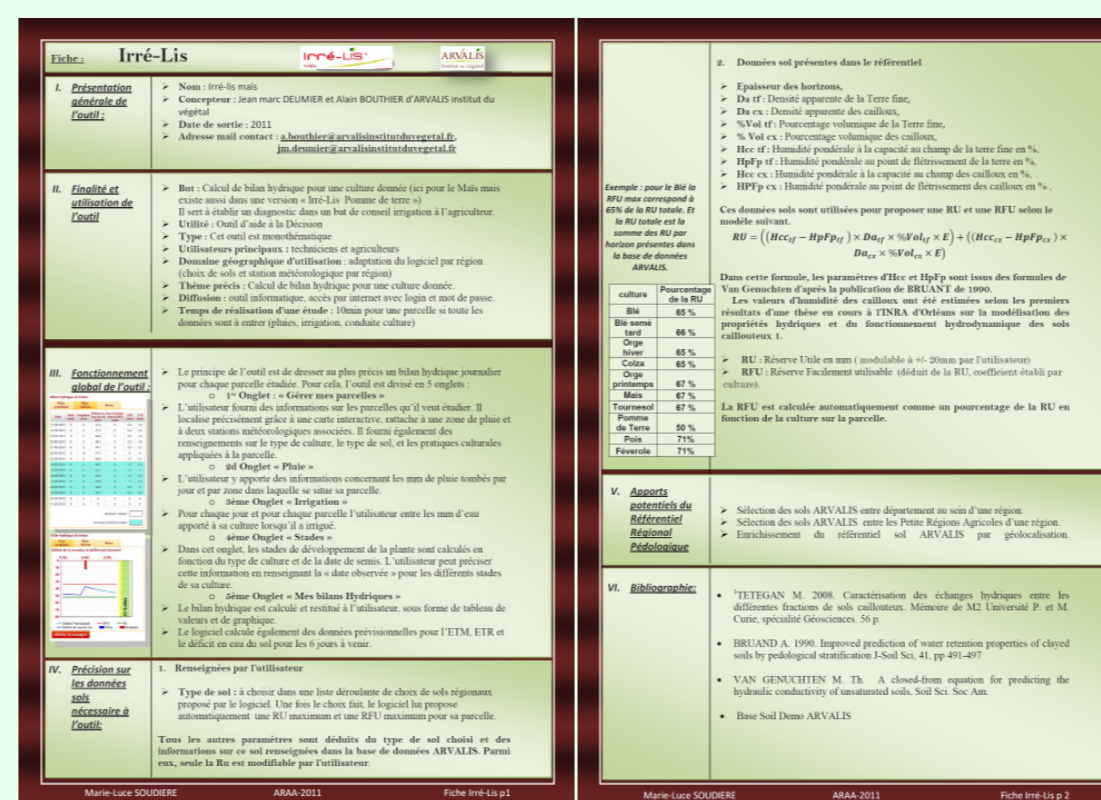 Fiche : Irré-Lis
irré-LIS®
ARVALIS
Institut du végétal
I. Présentation
générale de
l'outil :
➢ Nom : Irré-lis maïs
➢ Concepteur : Jean marc DEUMIER et Alain BOUTHIER d'ARVALIS institut du
végétal
➢ Date de sortie : 2011
➢ Adresse mail contact : a.bouthier@arvalisinstitutduvegetal.fr,
jm.deumier@arvalisinstitutduvegetal.fr
II. Finalité et
utilisation de
l'outil
➢ But : Calcul de bilan hydrique pour une culture donnée (ici pour le Maïs mais
existe aussi dans une version « Irré-Lis Pomme de terre »)
Il sert à établir un diagnostic dans un but de conseil irrigation à l'agriculteur.
➢ Utilité : Outil d'aide à la Décision
➢ Type : Cet outil est monothématique
➢ Utilisateurs principaux : techniciens et agriculteurs
➢ Domaine géographique d'utilisation : adaptation du logiciel par région
(choix de sols et station météorologique par région)
➢ Thème précis : Calcul de bilan hydrique pour une culture donnée.
➢ Diffusion : outil informatique, accès par internet avec login et mot de passe.
➢ Temps de réalisation d'une étude : 10min pour une parcelle si toute les
données sont à entrer (pluies, irrigation, conduite culture)
III. Fonctionnement
global de l'outil :
➢ Le principe de l'outil est de dresser au plus précis un bilan hydrique journalier
pour chaque parcelle étudiée. Pour cela, l'outil est divisé en 5 onglets :
o 1er Onglet : « Gérer mes parcelles »
➢ L'utilisateur fourni des informations sur les parcelles qu'il veut étudier. Il
localise précisément grâce à une carte interactive, rattache à une zone de pluie et
à deux stations météorologiques associées. Il fourni également des
renseignements sur le type de culture, le type de sol, et les pratiques culturales
appliquées à la parcelle.
o 2d Onglet « Pluie »
➢ L'utilisateur y apporte des informations concernant les mm de pluie tombés par
jour et par zone dans laquelle se situe sa parcelle.
o 3ème Onglet « Irrigation »
➢ Pour chaque jour et pour chaque parcelle l'utilisateur entre les mm d'eau
apporté à sa culture lorsqu'il a irrigué.
o 4ème Onglet « Stades »
➢ Dans cet onglet, les stades de développement de la plante sont calculés en
fonction du type de culture et de la date de semis. L'utilisateur peut préciser
cette information en renseignant la « date observée » pour les différents stades
de sa culture.
o 5ème Onglet « Mes bilans Hydriques »
➢ Le bilan hydrique est calculé et restitué à l'utilisateur, sous forme de tableau de
valeurs et de graphique.
➢ Le logiciel calcule également des données prévisionnelles pour l'ETM, ETR et
le déficit en eau du sol pour les 6 jours à venir.
IV. Précision sur
les données
sols
nécessaire à
l'outil:
1. Renseignées par l'utilisateur
➢ Type de sol : à choisir dans une liste déroulante de choix de sols régionaux
proposé par le logiciel. Une fois le choix fait, le logiciel lui propose
automatiquement une RU maximum et une RFU maximum pour sa parcelle.
Tous les autres paramètres sont déduits du type de sol choisi et des
informations sur ce sol renseignées dans la base de données ARVALIS. Parmi
eux, seule la Ru est modifiable par l'utilisateur.
Marie-Luce SOUDIERE ARAA-2011 Fiche Irré-Lis p1
2. Données sol présentes dans le référentiel
➢ Epaisseur des horizons,
➢ Da tf : Densité apparente de la Terre fine,
➢ Da cx : Densité apparente des cailloux,
➢ %Vol tf : Pourcentage volumique de la Terre fine,
➢ % Vol cx : Pourcentage volumique des cailloux,
➢ Hcc tf : Humidité pondérale à la capacité au champ de la terre fine en %,
➢ HpFp tf : Humidité pondérale au point de flétrissement de la terre en %,
➢ Hcc cx : Humidité pondérale à la capacité au champ des cailloux en %,
➢ HPFp cx : Humidité pondérale au point de flétrissement des cailloux en % .
Ces données sols sont utilisées pour proposer une RU et une RFU selon le
modèle suivant.
RU = ((Hcc_tf − HpFp_tf ) × Da_tf × %Vol_tf × E) + ((Hcc_cx − HpFp_cx ) ×
Da_cx × %Vol_cx × E)
Dans cette formule, les paramètres d'Hcc et HpFp sont issus des formules de
Van Genuchten d'après la publication de BRUANT de 1990.
Les valeurs d'humidité des cailloux ont été estimées selon les premiers
résultats d'une thèse en cours à l'INRA d'Orléans sur la modélisation des
propriétés hydriques et du fonctionnement hydrodynamique des sols
caillouteux 1.
➢ RU : Réserve Utile en mm ( modulable à +/- 20mm par l'utilisateur)
➢ RFU : Réserve Facilement utilisable (déduit de la RU, coefficient établi par
culture).
La RFU est calculée automatiquement comme un pourcentage de la RU en
fonction de la culture sur la parcelle.
Exemple : pour le Blé la
RFU max correspond à
65% de la RU totale. Et
la RU totale est la
somme des RU par
horizon présentes dans
la base de données
ARVALIS.
culture Pourcentage
de la RU
Blé 65 %
Blé semé
tard 66 %
Orge
hiver 65 %
Colza 65 %
Orge
printemps 67 %
Maïs 67 %
Tournesol 67 %
Pomme
de Terre 50 %
Pois 71%
Féverole 71%
V. Apports
potentiels du
Référentiel
Régional
Pédologique
➢ Sélection des sols ARVALIS entre département au sein d'une région.
➢ Sélection des sols ARVALIS entre les Petite Régions Agricoles d'une région.
➢ Enrichissement du référentiel sol ARVALIS par géolocalisation.
VI. Bibliographie:
• 1TETEGAN M. 2008. Caractérisation des échanges hydriques entre les
différentes fractions de sols caillouteux. Mémoire de M2 Université P. et M.
Curie, spécialité Géosciences. 56 p.
• BRUAND A. 1990. Improved prediction of water retention properties of clayed
soils by pedological stratification J-Soil Sci, 41, pp 491-497
• VAN GENUCHTEN M. Th. A closed-from equation for predicting the
hydraulic conductivity of unsaturated soils, Soil Sci. Soc Am.
• Base Soil Demo ARVALIS
Marie-Luce SOUDIERE ARAA-2011 Fiche Irré-Lis p 2